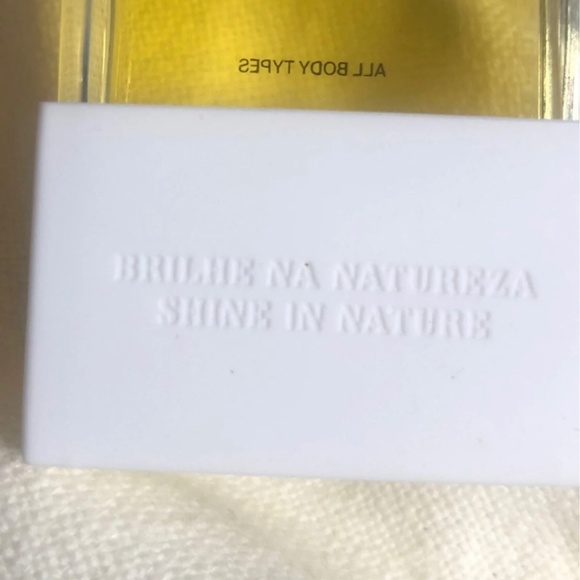 ALL BODY TYPES
BRILHE NA NATUREZA
SHINE IN NATURE